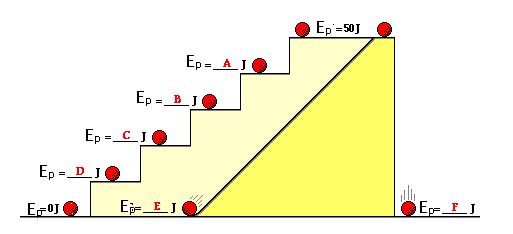 Ep = 50J
Ep = A J
Ep = B J
Ep = C J
Ep = D J
Ep=0J
Ep= E J
Ep= F J